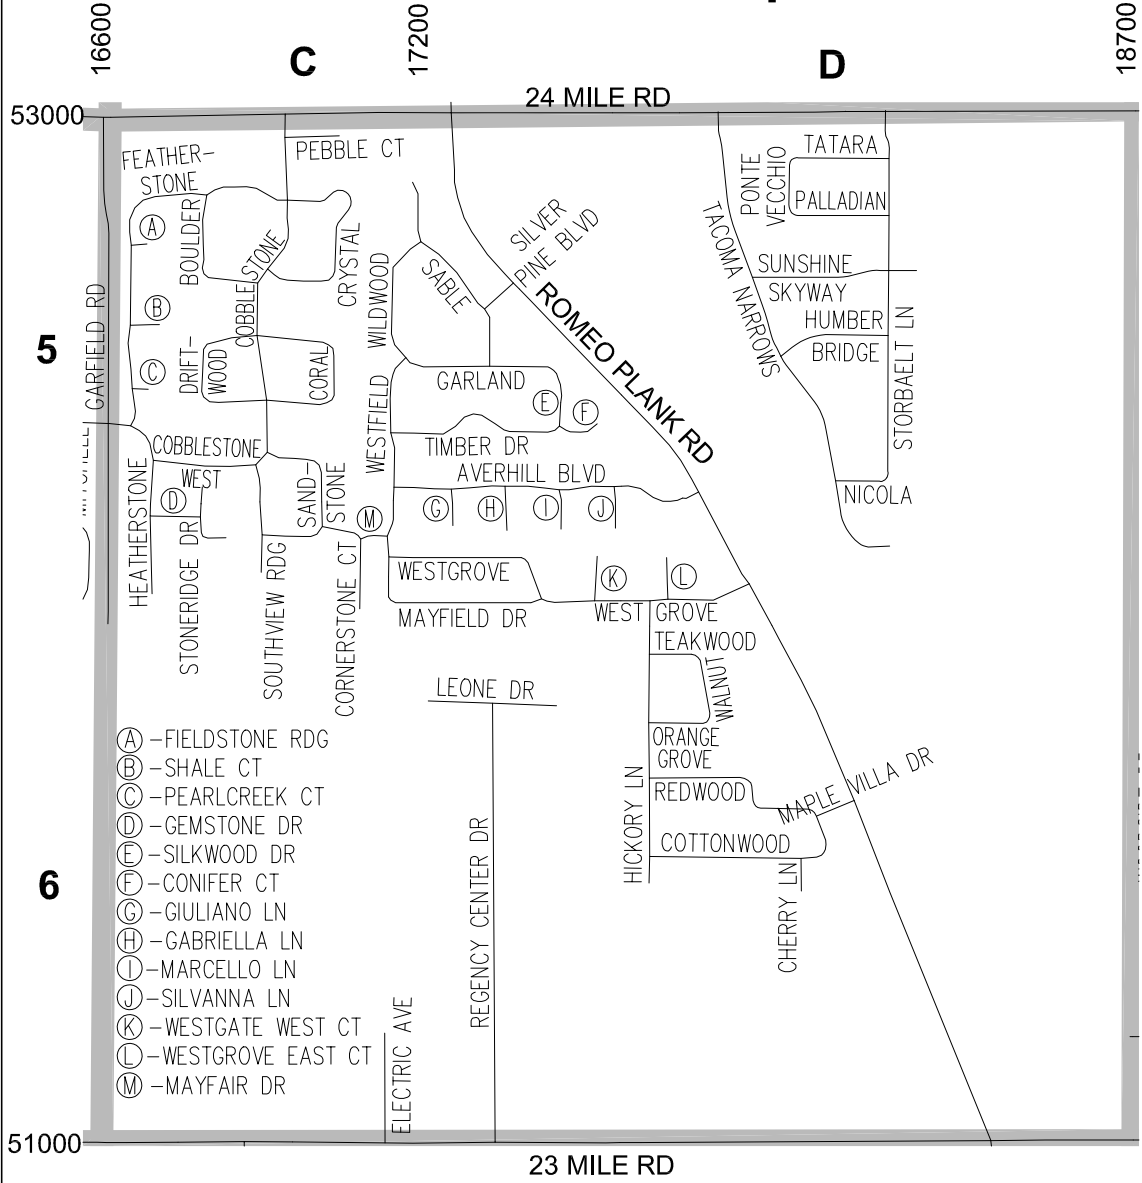 16600
C
17200
D
18700
24 MILE RD
53000
PEBBLE CT
FEATHER-
STONE
TATARA
PONTE
VECCHIO
PALLADIAN
A
BOULDER
COBBLESTONE
CRYSTAL
SILVER
PINE BLVD
TACOMA NARROWS
SUNSHINE
SKYWAY
SABLE
WILDWOOD
ROMEO PLANK RD
HUMBER
BRIDGE
STORBAELT LN
B
GARFIELD RD
5
DRIFT-
WOOD
CORAL
C
GARLAND
E
F
WESTFIELD
TIMBER DR
COBBLESTONE
WEST
AVERHILL BLVD
NICOLA
HEATHERSTONE
D
SAND-
STONE
M
G
H
I
J
STONERIDGE DR
SOUTHVIEW RDG
CORNERSTONE CT
WESTGROVE
K
L
MAYFIELD DR
WEST GROVE
TEAKWOOD
WALNUT
LEONE DR
ORANGE
GROVE
REDWOOD
MAPLE VILLA DR
HICKORY LN
COTTONWOOD
CHERRY LN
REGENCY CENTER DR
ELECTRIC AVE
6
A -FIELDSTONE RDG
B -SHALE CT
C -PEARLCREEK CT
D -GEMSTONE DR
E -SILKWOOD DR
F -CONIFER CT
G -GIULIANO LN
H -GABRIELLA LN
I -MARCELLO LN
J -SILVANNA LN
K -WESTGATE WEST CT
L -WESTGROVE EAST CT
M -MAYFAIR DR
51000
23 MILE RD